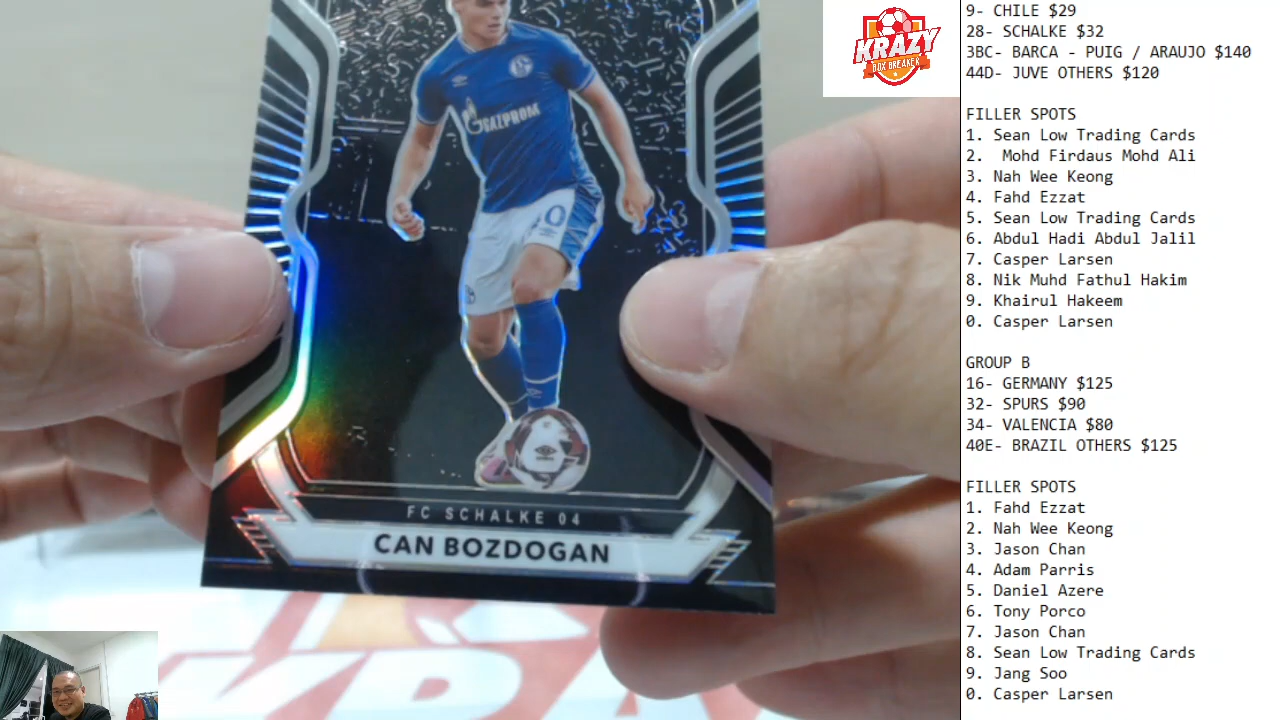 KRAZY
BOX BREAKER
GAZPROM
FC SCHALKE 04
CAN BOZDOGAN
9- CHILE $29
28- SCHALKE $32
3BC- BARCA - PUIG / ARAUJO $140
44D- JUVE OTHERS $120
FILLER SPOTS
1. Sean Low Trading Cards
2.  Mohd Firdaus Mohd Ali
3. Nah Wee Keong
4. Fahd Ezzat
5. Sean Low Trading Cards
6. Abdul Hadi Abdul Jalil
7. Casper Larsen
8. Nik Muhd Fathul Hakim
9. Khairul Hakeem
0. Casper Larsen
GROUP B
16- GERMANY $125
32- SPURS $90
34- VALENCIA $80
40E- BRAZIL OTHERS $125
FILLER SPOTS
1. Fahd Ezzat
2. Nah Wee Keong
3. Jason Chan
4. Adam Parris
5. Daniel Azere
6. Tony Porco
7. Jason Chan
8. Sean Low Trading Cards
9. Jang Soo
0. Casper Larsen